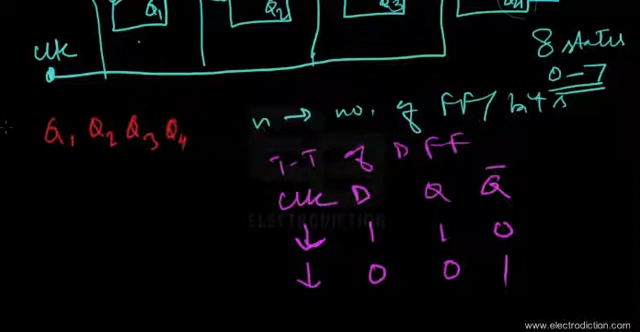 Q1 Q2 Q3 Q4
CLK
8 states
0-7
n → no. of FF/bits
Q1 Q2 Q3 Q4
T-T of D FF
CLK D Q Q̅
↓ 1 1 0
↓ 0 0 1
ELECTRODICTION
www.electrodiction.com